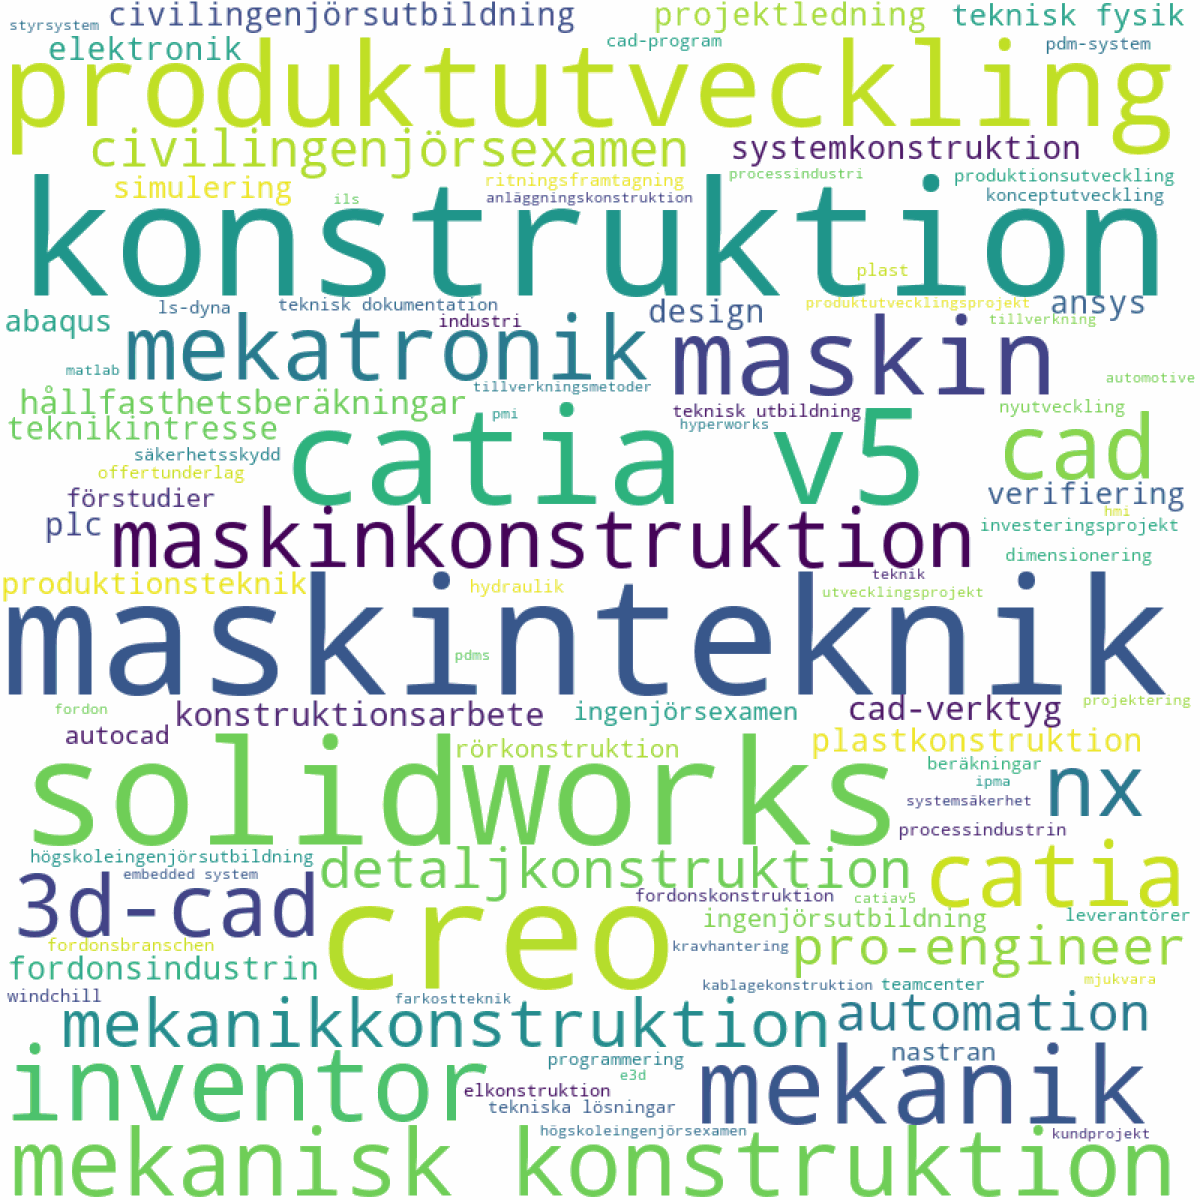 styrsystem civilingenjörsutbildning projektledning teknisk fysik
elektronik cad-program pdm-system
produktutveckling
civilingenjörsexamen systemkonstruktion
simulering ritningsframtagning processindustri produktionsutveckling
ils anläggningskonstruktion konceptutveckling
konstruktion
plast
ls-dyna teknisk dokumentation design produktutvecklingsprojekt ansys
abaqus industri tillverkning
mekatronik maskin
matlab tillverkningsmetoder automotive
hållfasthetsberäkningar pmi teknisk utbildning nyutveckling
teknikintresse hyperworks
catia v5 cad
säkerhetsskydd
offertunderlag
förstudier verifiering
plc hmi
investeringsprojekt
maskinkonstruktion dimensionering
produktionsteknik hydraulik teknik
utvecklingsprojekt
maskinteknik
pdms
fordon konstruktionsarbete ingenjörsexamen cad-verktyg projektering
autocad rörkonstruktion plastkonstruktion
solidworks beräkningar nx
ipma
systemsäkerhet
processindustrin
högskoleingenjörsutbildning detaljkonstruktion catia
embedded system
3d-cad fordonskonstruktion catiav5
creo ingenjörsutbildning leverantörer
fordonsbranschen kravhantering pro-engineer
fordonsindustrin mjukvara
windchill farkostteknik kablagekonstruktion teamcenter
mekanikkonstruktion automation
inventor programmering nastran
e3d mekanik
elkonstruktion
tekniska lösningar
högskoleingenjörsexamen kundprojekt
mekanisk konstruktion